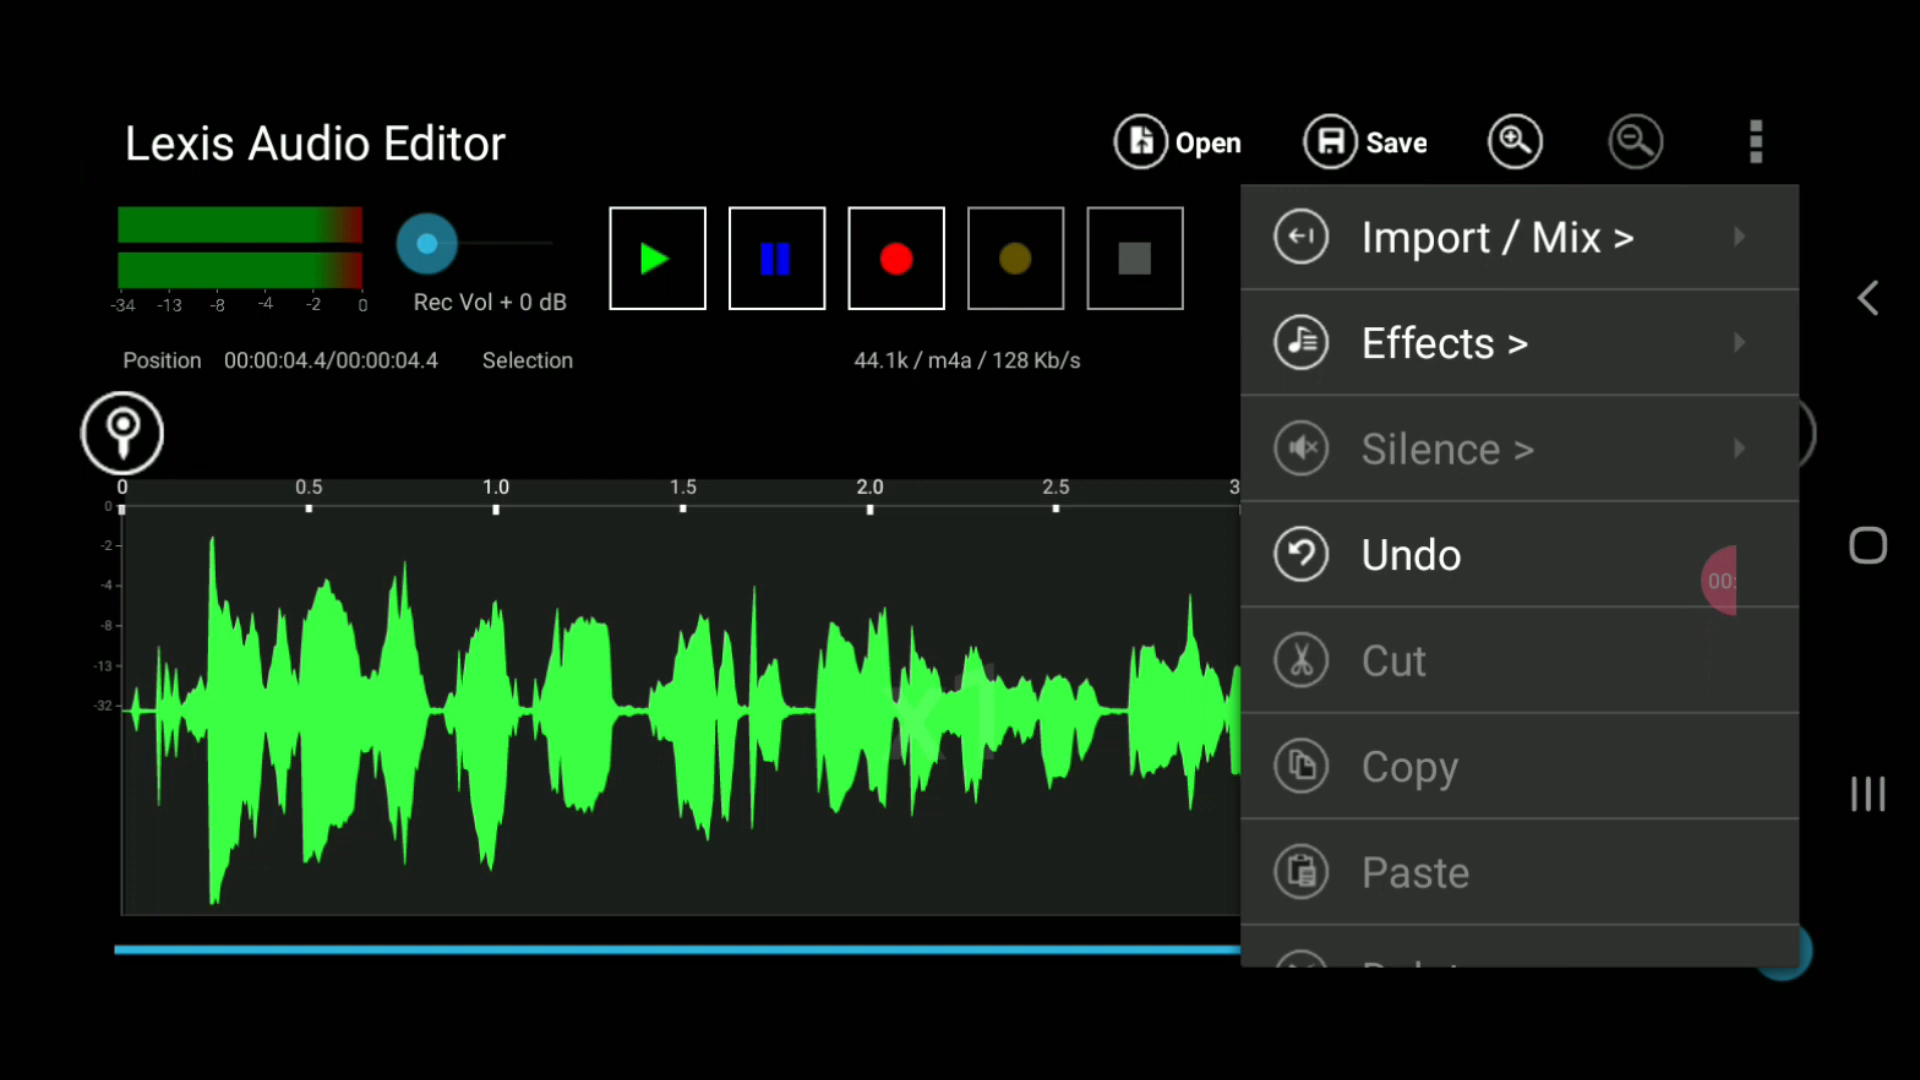 Lexis Audio Editor
Open
Save
-34 -13 -8 -4 -2 0
Rec Vol + 0 dB
Position 00:00:04.4/00:00:04.4 Selection 44.1k / m4a / 128 Kb/s
0 0.5 1.0 1.5 2.0 2.5 3
0
-2
-4
-8
-13
-32
x1
Import / Mix >
Effects >
Silence >
Undo
00:
Cut
Copy
Paste